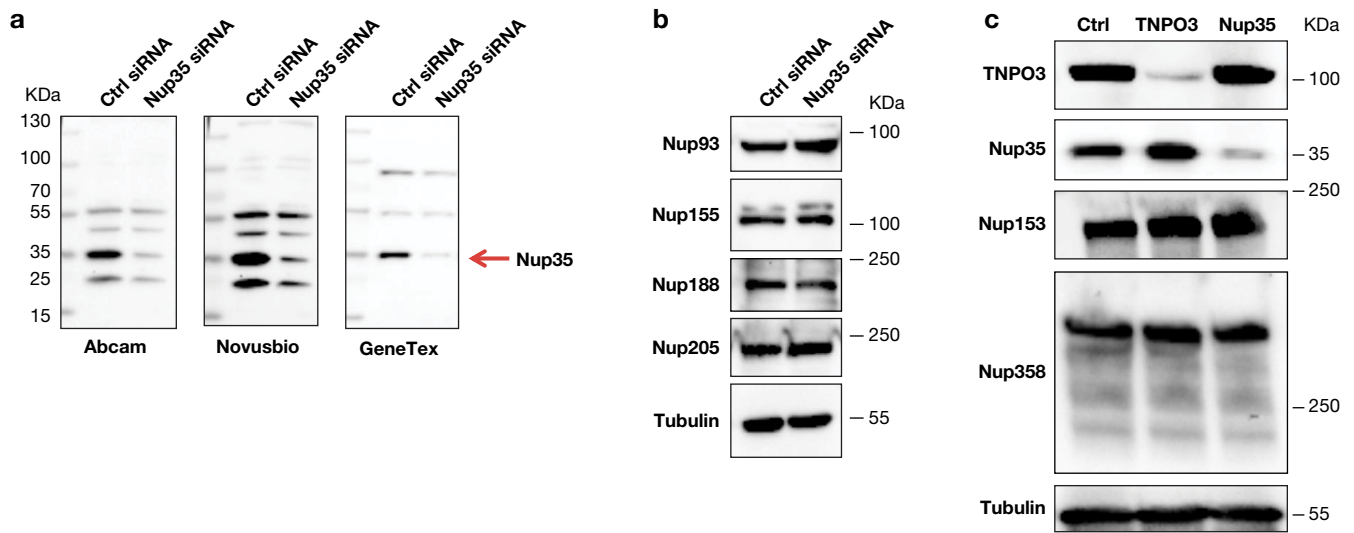 a
Ctrl siRNA
Nup35 siRNA
Ctrl siRNA
Nup35 siRNA
Ctrl siRNA
Nup35 siRNA
KDa
130
100
70
55
35
25
15
Nup35
Abcam
Novusbio
GeneTex
b
Ctrl siRNA
Nup35 siRNA
KDa
Nup93
100
Nup155
100
Nup188
250
Nup205
250
Tubulin
55
c
Ctrl TNPO3 Nup35 KDa
TNPO3
100
Nup35
35
250
Nup153
Nup358
250
Tubulin
55